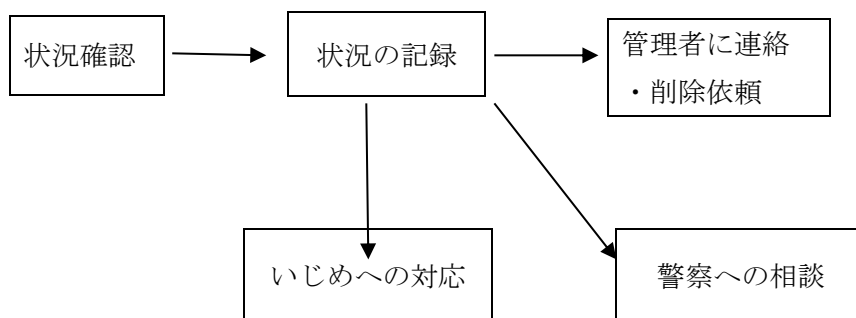 状況確認
状況の記録
管理者に連絡
・削除依頼
いじめへの対応
警察への相談